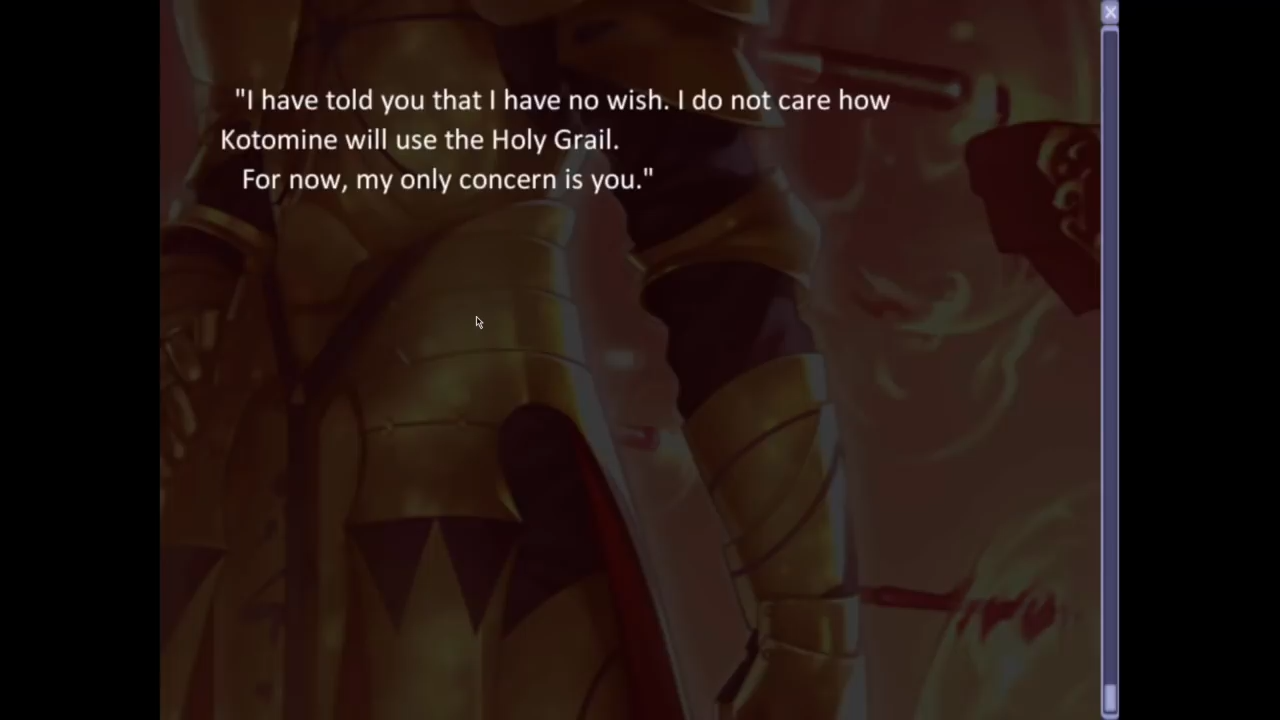 "I have told you that I have no wish. I do not care how
Kotomine will use the Holy Grail.
For now, my only concern is you."